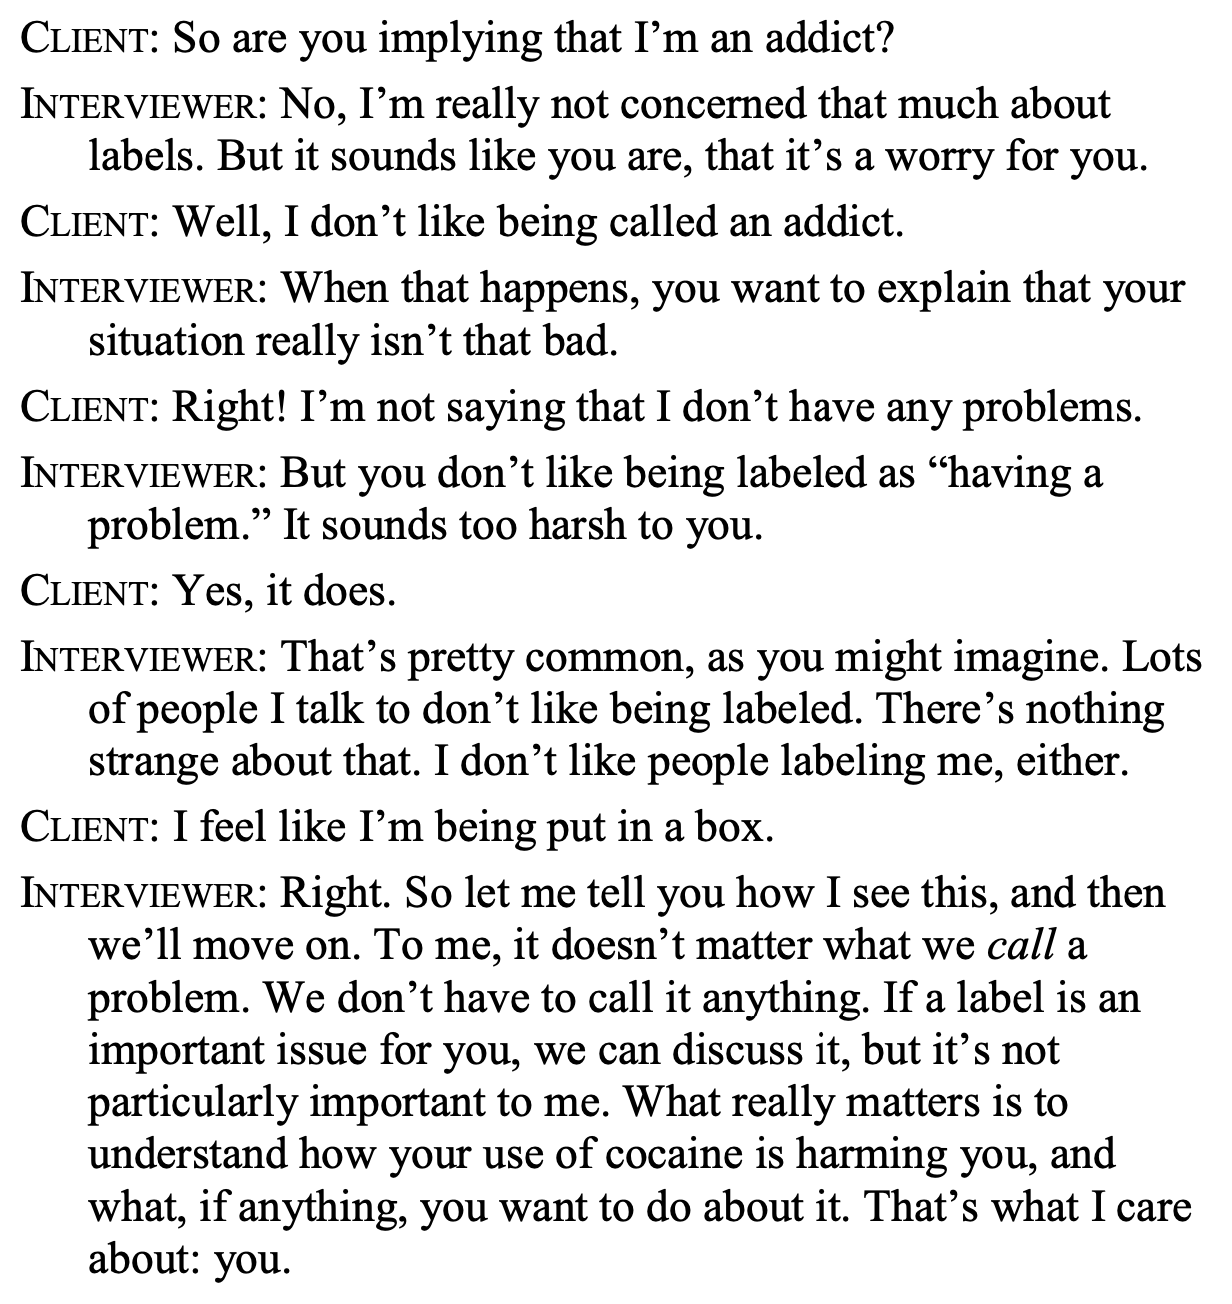 CLIENT: So are you implying that I’m an addict?
INTERVIEWER: No, I’m really not concerned that much about
labels. But it sounds like you are, that it’s a worry for you.
CLIENT: Well, I don’t like being called an addict.
INTERVIEWER: When that happens, you want to explain that your
situation really isn’t that bad.
CLIENT: Right! I’m not saying that I don’t have any problems.
INTERVIEWER: But you don’t like being labeled as “having a
problem.” It sounds too harsh to you.
CLIENT: Yes, it does.
INTERVIEWER: That’s pretty common, as you might imagine. Lots
of people I talk to don’t like being labeled. There’s nothing
strange about that. I don’t like people labeling me, either.
CLIENT: I feel like I’m being put in a box.
INTERVIEWER: Right. So let me tell you how I see this, and then
we’ll move on. To me, it doesn’t matter what we call a
problem. We don’t have to call it anything. If a label is an
important issue for you, we can discuss it, but it’s not
particularly important to me. What really matters is to
understand how your use of cocaine is harming you, and
what, if anything, you want to do about it. That’s what I care
about: you.